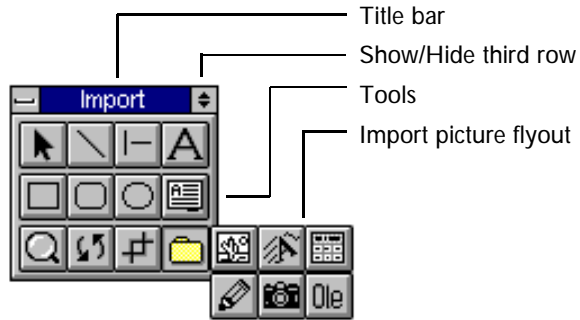 Title bar
Show/Hide third row
Tools
Import picture flyout
Import
A
A
A
Ole